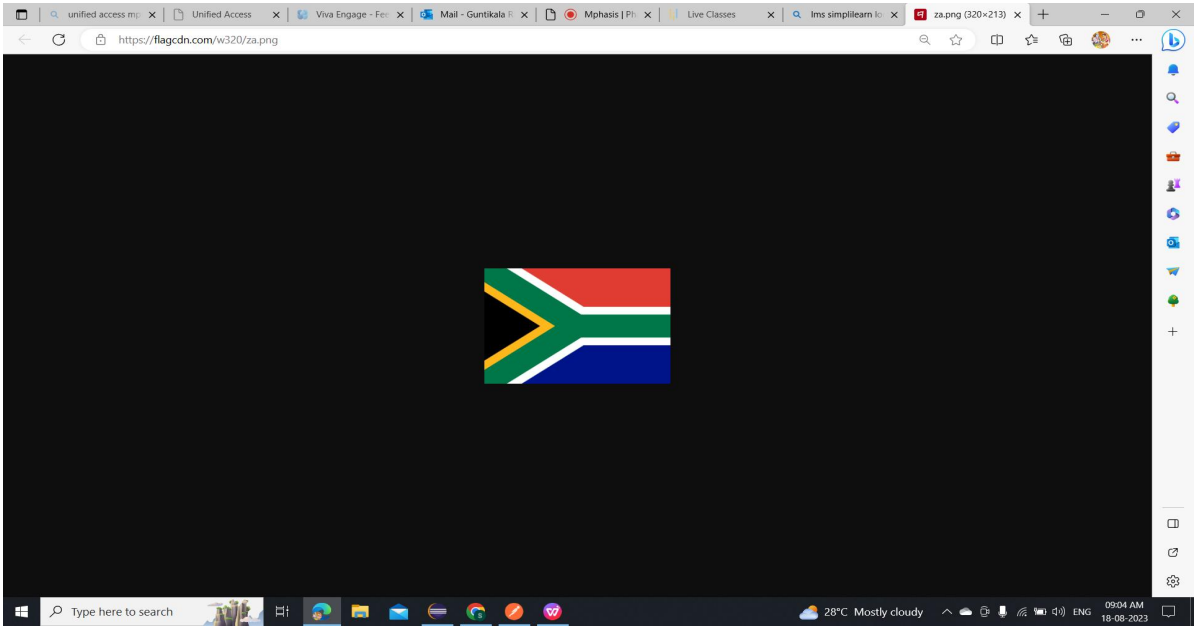 unified access mp
Unified Access
Viva Engage - Fee
Mail - Guntikala R
Mphasis | Ph
Live Classes
lms simplilearn lo
za.png (320×213)
https://flagcdn.com/w320/za.png
Type here to search
28°C Mostly cloudy
ENG
09:04 AM
18-08-2023